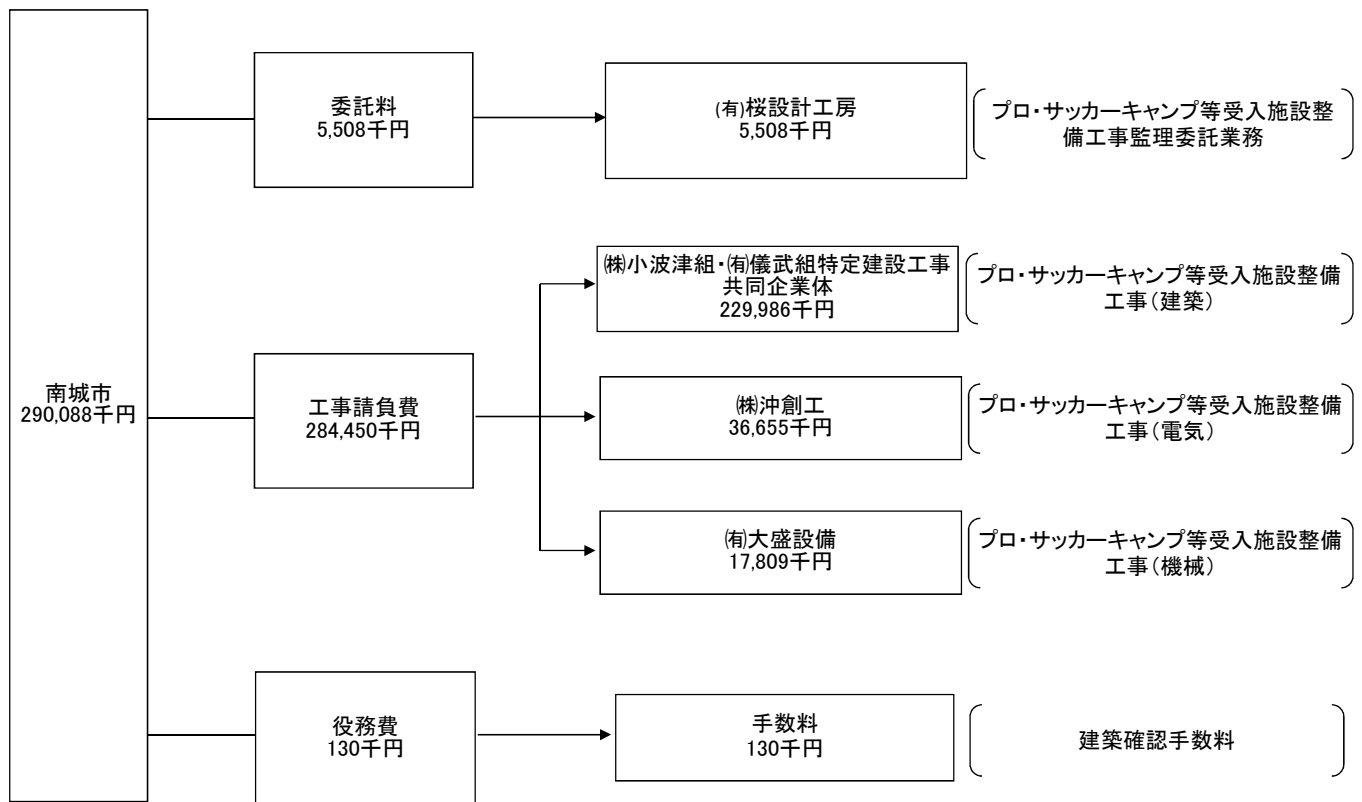 南城市
290,088千円
委託料
5,508千円
(有)桜設計工房
5,508千円
プロ・サッカーキャンプ等受入施設整
備工事監理委託業務
工事請負費
284,450千円
㈱小波津組・㈲儀武組特定建設工事
共同企業体
229,986千円
プロ・サッカーキャンプ等受入施設整備
工事(建築)
㈱沖創工
36,655千円
プロ・サッカーキャンプ等受入施設整備
工事(電気)
㈲大盛設備
17,809千円
プロ・サッカーキャンプ等受入施設整備
工事(機械)
役務費
130千円
手数料
130千円
建築確認手数料